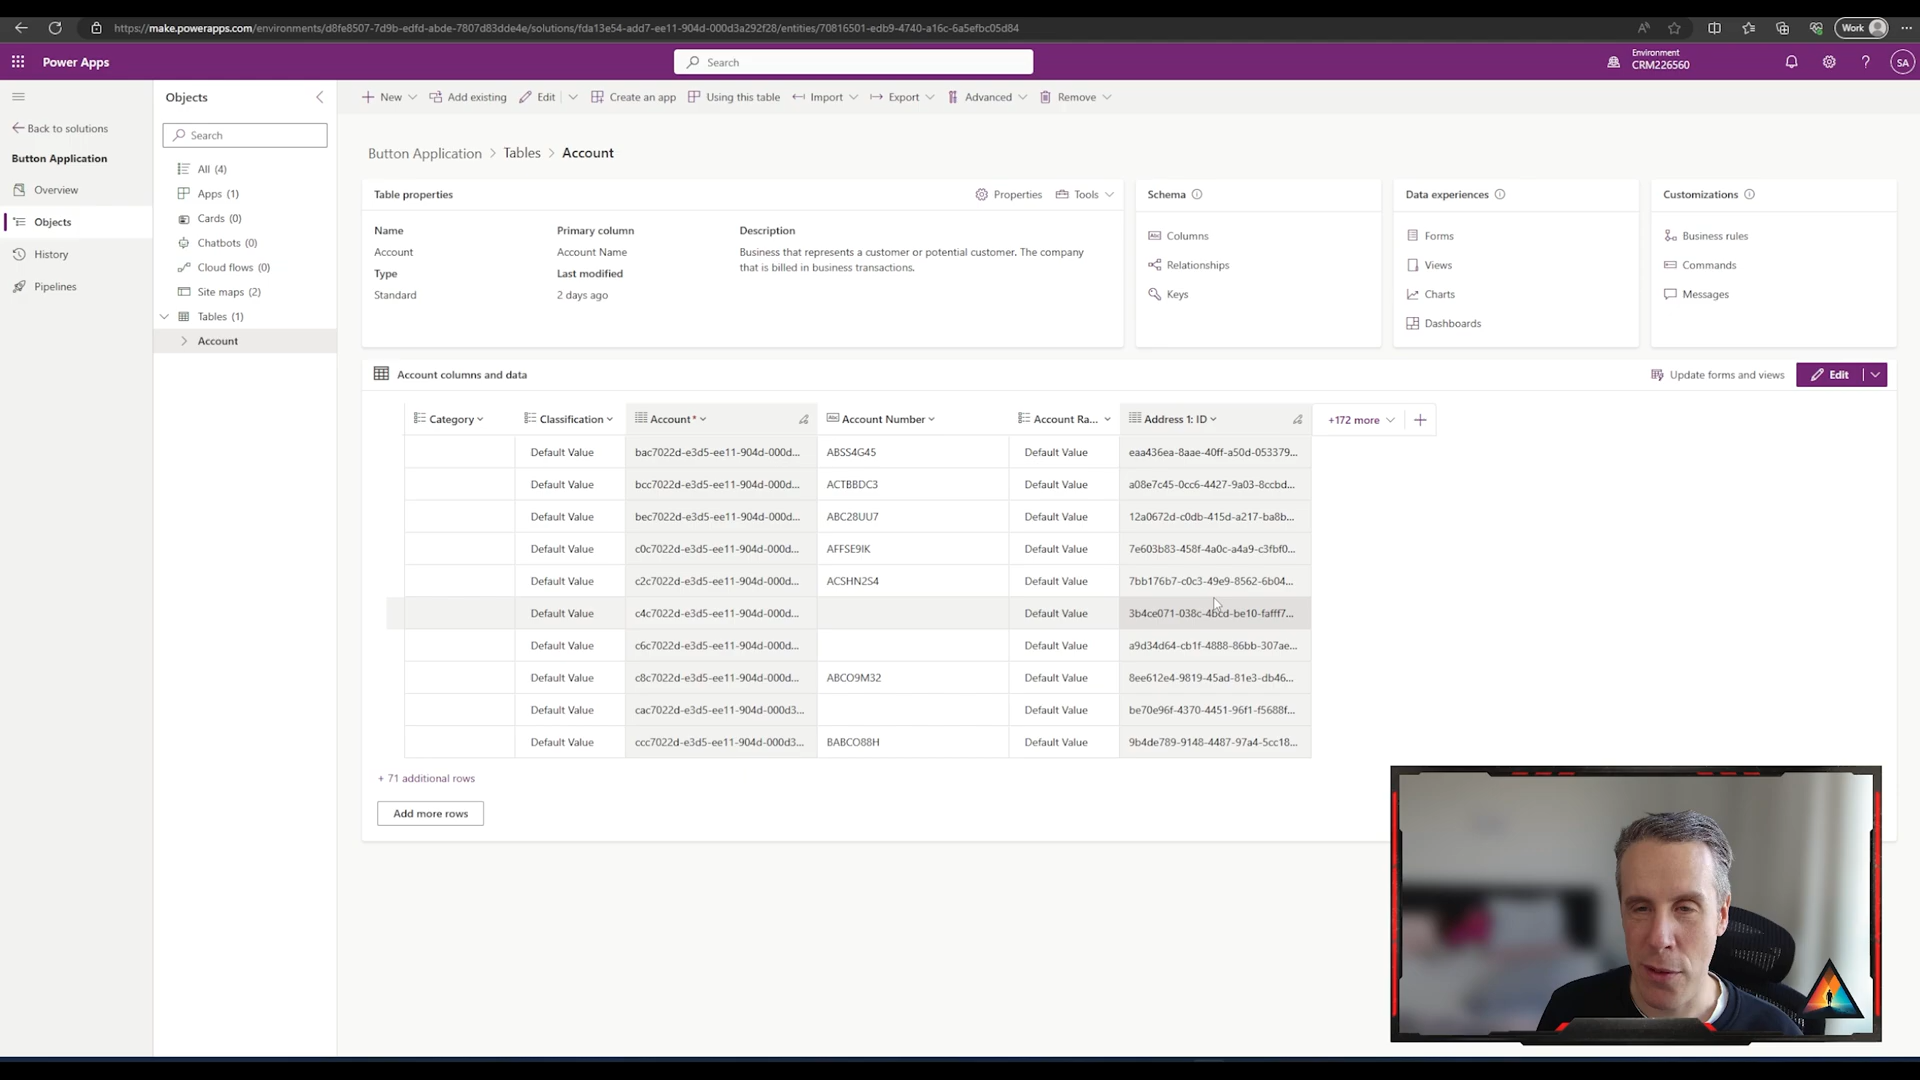 https://make.powerapps.com/environments/d8fe8507-7d9b-edfd-abde-7807d83dde4e/solutions/fda13e54-add7-ee11-904d-000d3a292f28/entities/70816501-edb9-4740-a16c-6a5efbc05d84
Work
Power Apps
Search
Environment
CRM226560
SA
Objects
New
Add existing
Edit
Create an app
Using this table
Import
Export
Advanced
Remove
Back to solutions
Button Application
Overview
Objects
History
Pipelines
Search
All (4)
Apps (1)
Cards (0)
Chatbots (0)
Cloud flows (0)
Site maps (2)
Tables (1)
Account
Button Application > Tables > Account
Table properties
Properties
Tools
Name
Primary column
Description
Account
Account Name
Business that represents a customer or potential customer. The company
that is billed in business transactions.
Type
Last modified
Standard
2 days ago
Schema
Columns
Relationships
Keys
Data experiences
Forms
Views
Charts
Dashboards
Customizations
Business rules
Commands
Messages
Account columns and data
Update forms and views
Edit
Category Classification Account * Account Number Account Ra... Address 1: ID +172 more
Default Value bac7022d-e3d5-ee11-904d-000d... ABSS4G45 Default Value eaa436ea-8aae-40ff-a50d-053379...
Default Value bcc7022d-e3d5-ee11-904d-000d... ACTBBDC3 Default Value a08e7c45-0cc6-4427-9a03-8ccbd...
Default Value bec7022d-e3d5-ee11-904d-000d... ABC28UU7 Default Value 12a0672d-c0db-415d-a217-ba8b...
Default Value c0c7022d-e3d5-ee11-904d-000d... AFFSE9IK Default Value 7e603b83-458f-4a0c-a4a9-c3fbf0...
Default Value c2c7022d-e3d5-ee11-904d-000d... ACSHN2S4 Default Value 7bb176b7-c0c3-49e9-8562-6b04...
Default Value c4c7022d-e3d5-ee11-904d-000d... Default Value 3b4ce071-038c-4bcd-be10-fafff7...
Default Value c6c7022d-e3d5-ee11-904d-000d... Default Value a9d34d64-cb1f-4888-86bb-307ae...
Default Value c8c7022d-e3d5-ee11-904d-000d... ABCO9M32 Default Value 8ee612e4-9819-45ad-81e3-db46...
Default Value cac7022d-e3d5-ee11-904d-000d3... Default Value be70e96f-4370-4451-96f1-f5688f...
Default Value ccc7022d-e3d5-ee11-904d-000d3... BABCO88H Default Value 9b4de789-9148-4487-97a4-5cc18...
+ 71 additional rows
Add more rows